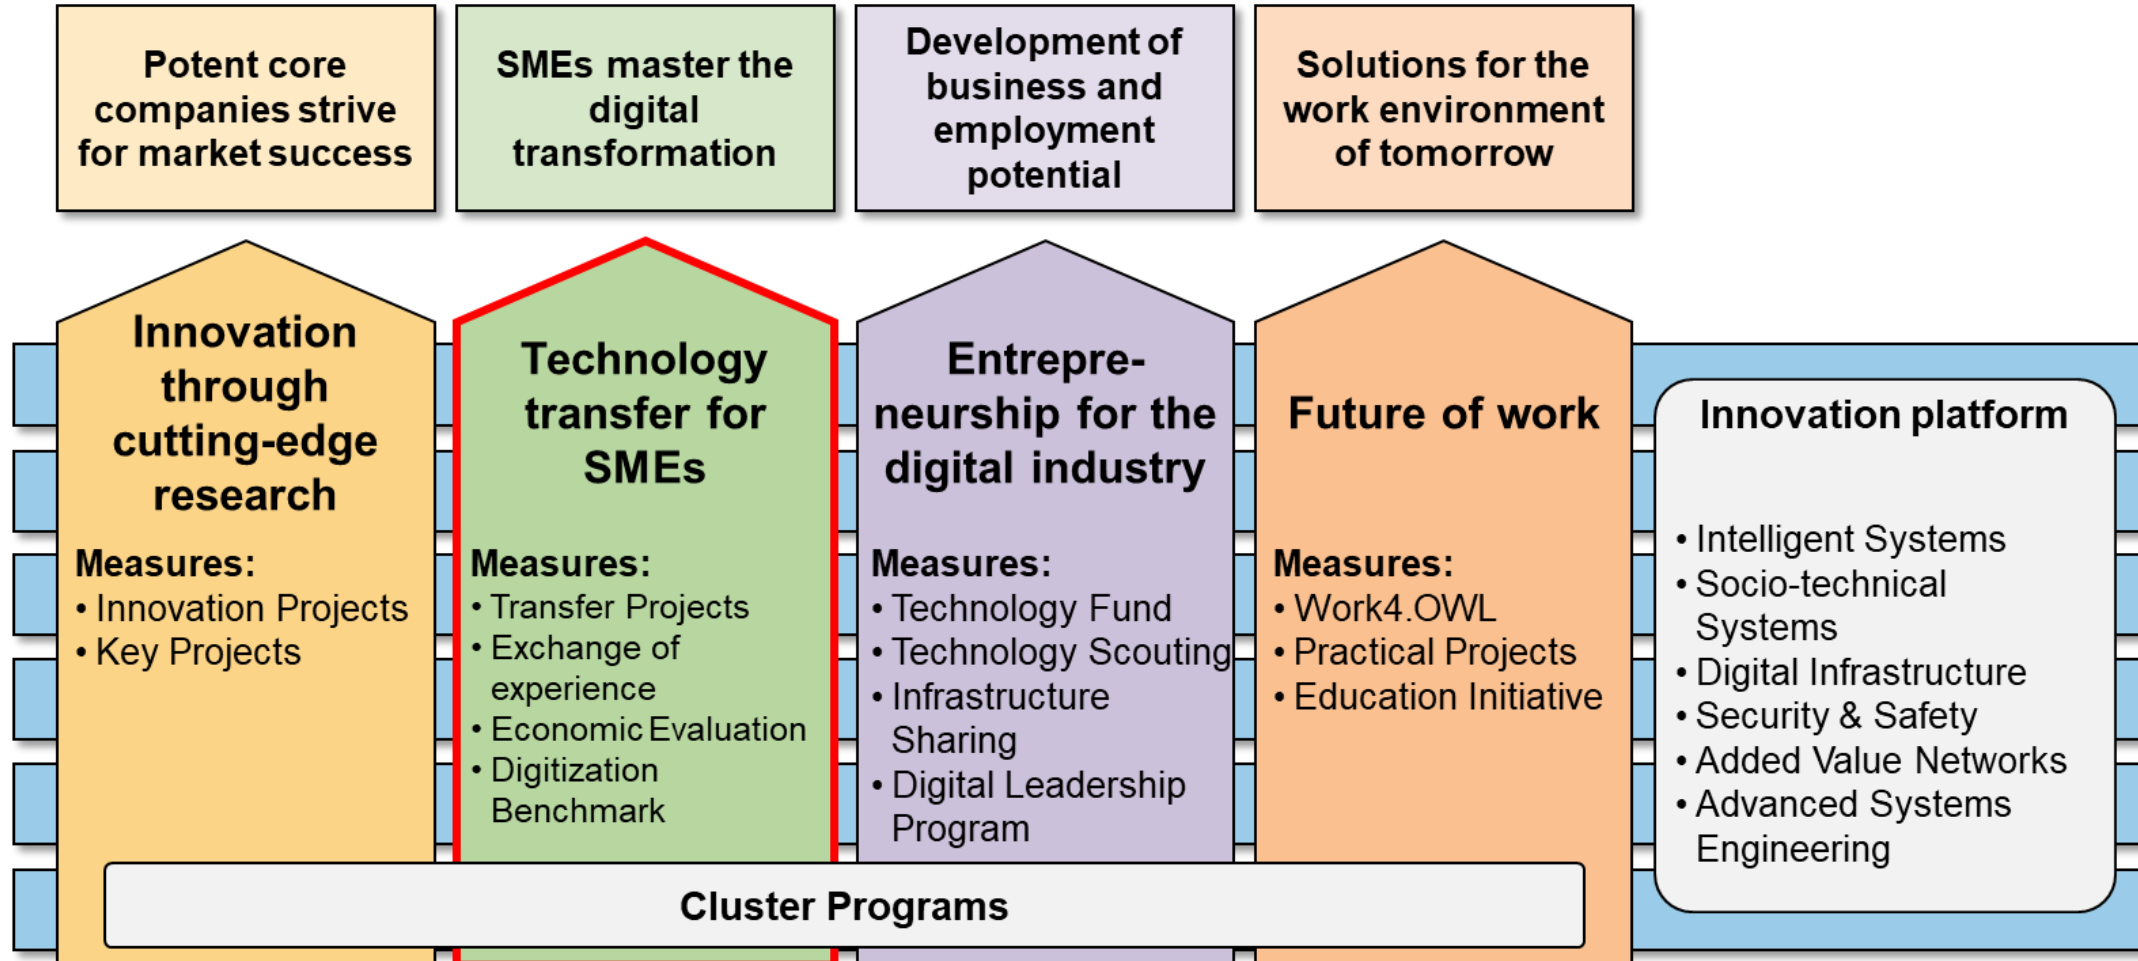 Potent core
companies strive
for market success
SMEs master the
digital
transformation
Development of
business and
employment
potential
Solutions for the
work environment
of tomorrow
Innovation
through
cutting-edge
research
Measures:
• Innovation Projects
• Key Projects
Technology
transfer for
SMEs
Measures:
• Transfer Projects
• Exchange of
experience
• Economic Evaluation
• Digitization
Benchmark
Entrepre-
neurship for the
digital industry
Measures:
• Technology Fund
• Technology Scouting
• Infrastructure
Sharing
• Digital Leadership
Program
Future of work
Measures:
• Work4.OWL
• Practical Projects
• Education Initiative
Innovation platform
• Intelligent Systems
• Socio-technical
Systems
• Digital Infrastructure
• Security & Safety
• Added Value Networks
• Advanced Systems
Engineering
Cluster Programs